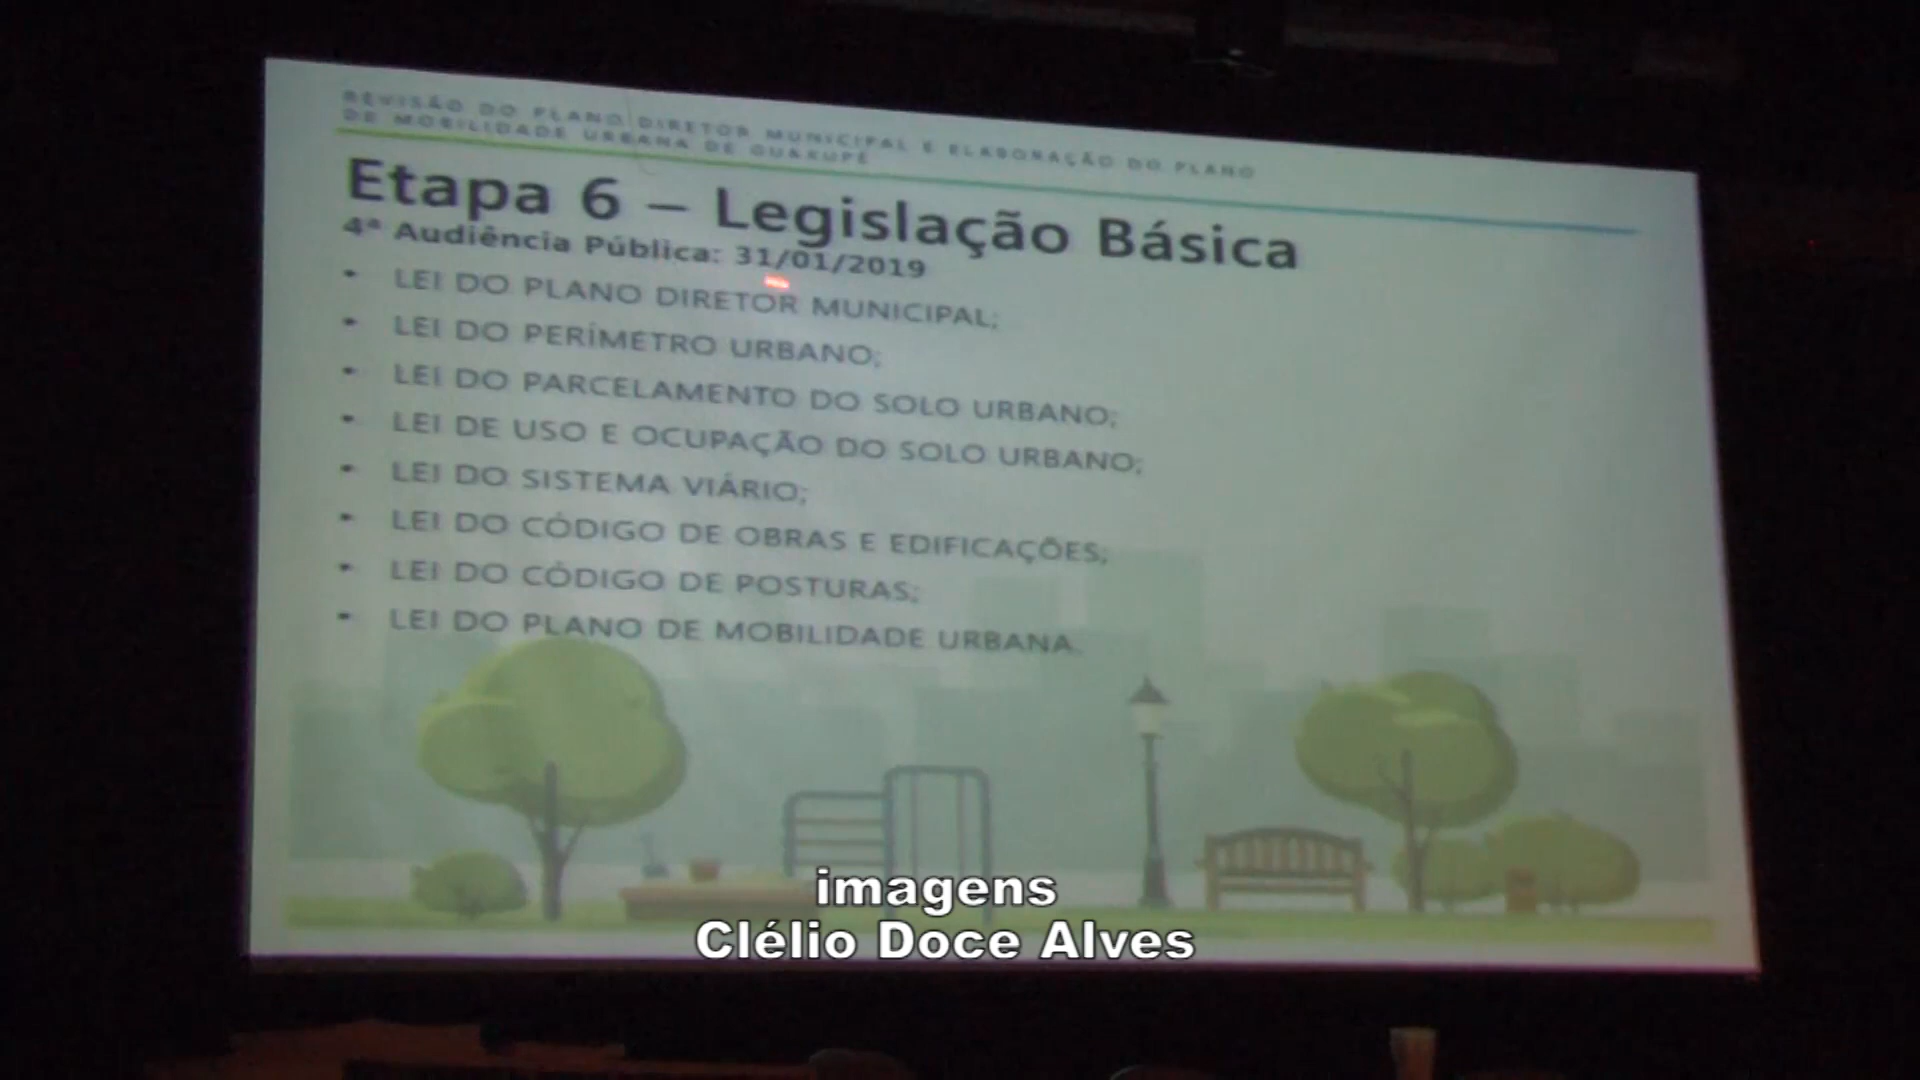 REVISÃO DO PLANO DIRETOR MUNICIPAL E ELABORAÇÃO DO PLANO
DE MOBILIDADE URBANA DE GUAXUPÉ
Etapa 6 – Legislação Básica
4ª Audiência Pública: 31/01/2019
• LEI DO PLANO DIRETOR MUNICIPAL;
• LEI DO PERÍMETRO URBANO;
• LEI DO PARCELAMENTO DO SOLO URBANO;
• LEI DE USO E OCUPAÇÃO DO SOLO URBANO;
• LEI DO SISTEMA VIÁRIO;
• LEI DO CÓDIGO DE OBRAS E EDIFICAÇÕES;
• LEI DO CÓDIGO DE POSTURAS;
• LEI DO PLANO DE MOBILIDADE URBANA.
imagens
Clélio Doce Alves